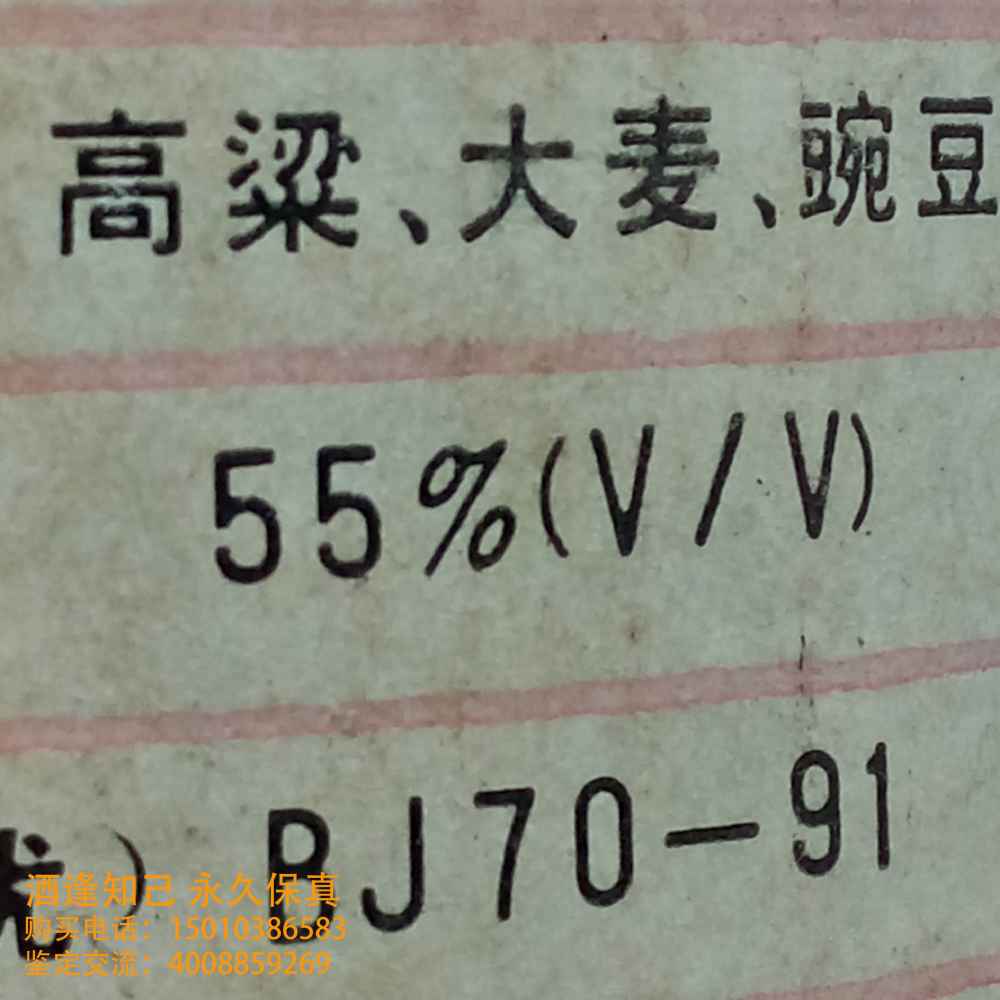 高粱、大麦、豌豆
55%(V/V)
优) BJ70-91
酒逢知己 永久保真
购买电话：15010386583
鉴定交流：4008859269